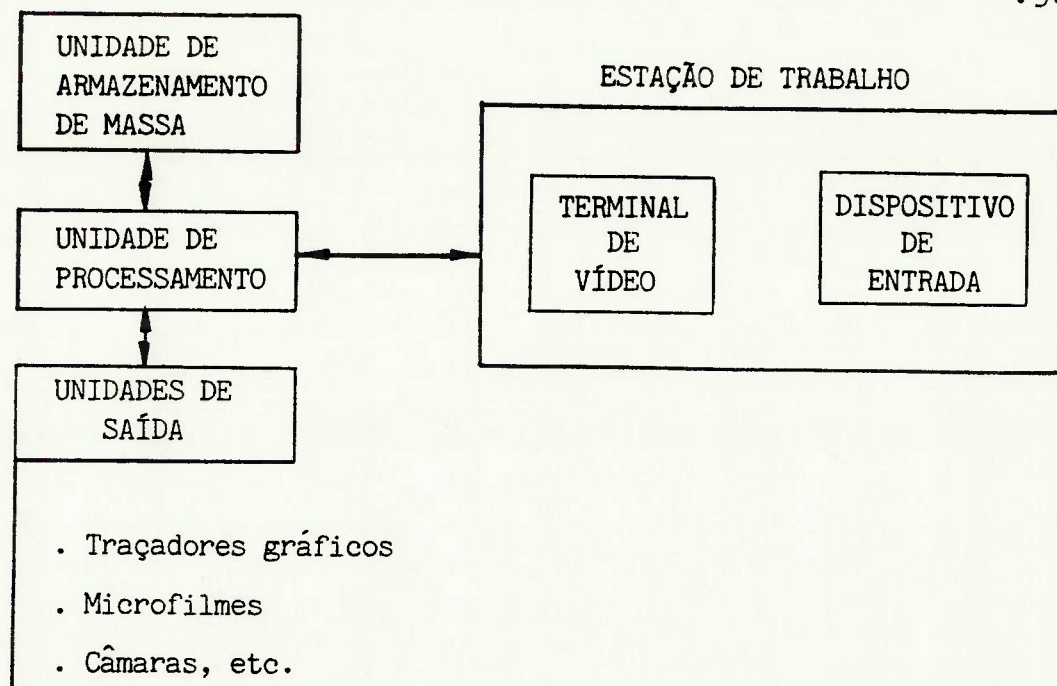 UNIDADE DE
ARMAZENAMENTO
DE MASSA
UNIDADE DE
PROCESSAMENTO
UNIDADES DE
SAÍDA
. Traçadores gráficos
. Microfilmes
. Câmaras, etc.
ESTAÇÃO DE TRABALHO
TERMINAL
DE
VÍDEO
DISPOSITIVO
DE
ENTRADA